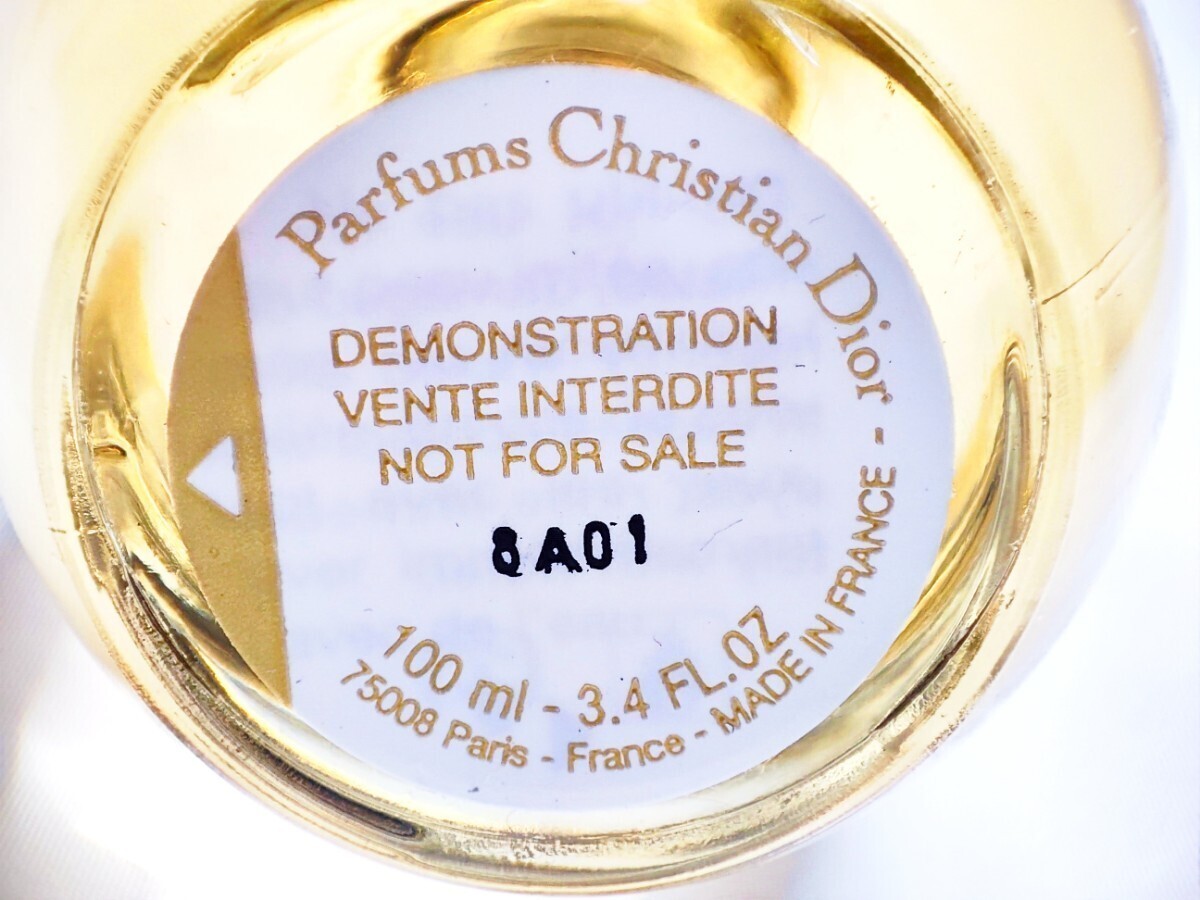 Parfums Christian Dior
DEMONSTRATION
VENTE INTERDITE
NOT FOR SALE
8A01
100 ml - 3.4 FL.OZ
75008 Paris - France - MADE IN FRANCE -